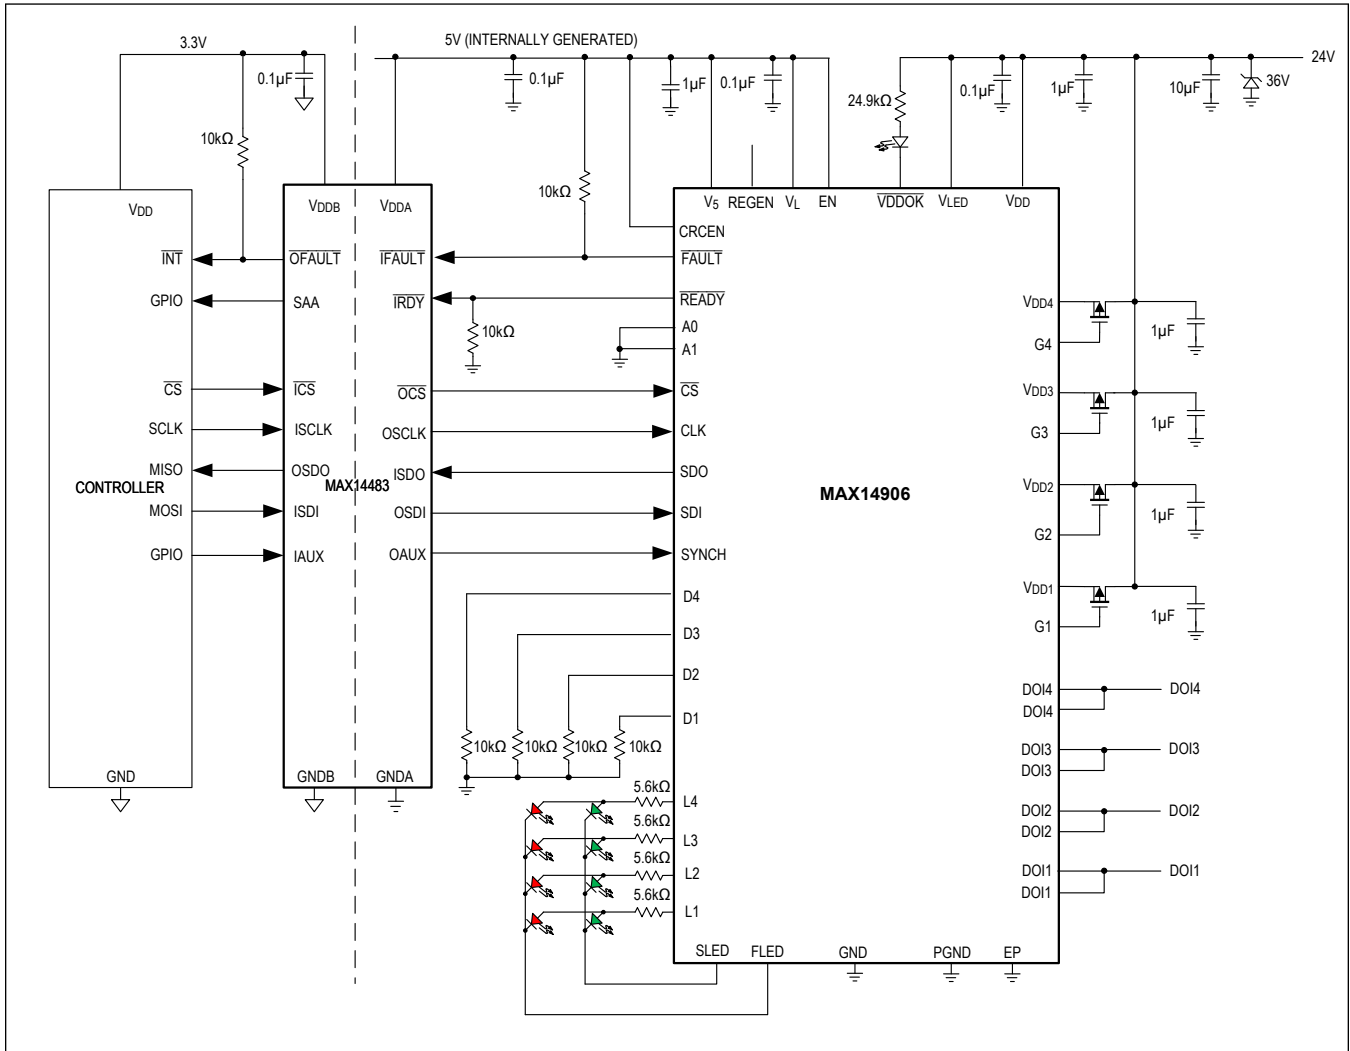 3.3V
5V (INTERNALLY GENERATED)
24V
0.1µF
0.1µF
1µF
0.1µF
24.9kΩ
0.1µF
1µF
10µF
36V
10kΩ
10kΩ
VDD
VDDB
VDDA
V5
REGEN
VL
EN
VDDOK
VLED
VDD
CRCEN
INT
OFAULT
IFAULT
FAULT
GPIO
SAA
IRDY
READY
VDD4
1µF
10kΩ
A0
A1
G4
CS
ICS
OCS
CS
VDD3
1µF
SCLK
ISCLK
OSCLK
CLK
G3
MISO
OSDO
ISDO
SDO
CONTROLLER
MAX14483
MAX14906
VDD2
1µF
MOSI
ISDI
OSDI
SDI
G2
GPIO
IAUX
OAUX
SYNCH
VDD1
1µF
D4
G1
D3
D2
D1
DOI4
DOI4
DOI4
10kΩ
10kΩ
10kΩ
10kΩ
DOI3
DOI3
DOI3
GND
GNDB
GNDA
5.6kΩ
L4
DOI2
DOI2
DOI2
5.6kΩ
L3
5.6kΩ
L2
DOI1
DOI1
DOI1
5.6kΩ
L1
SLED
FLED
GND
PGND
EP